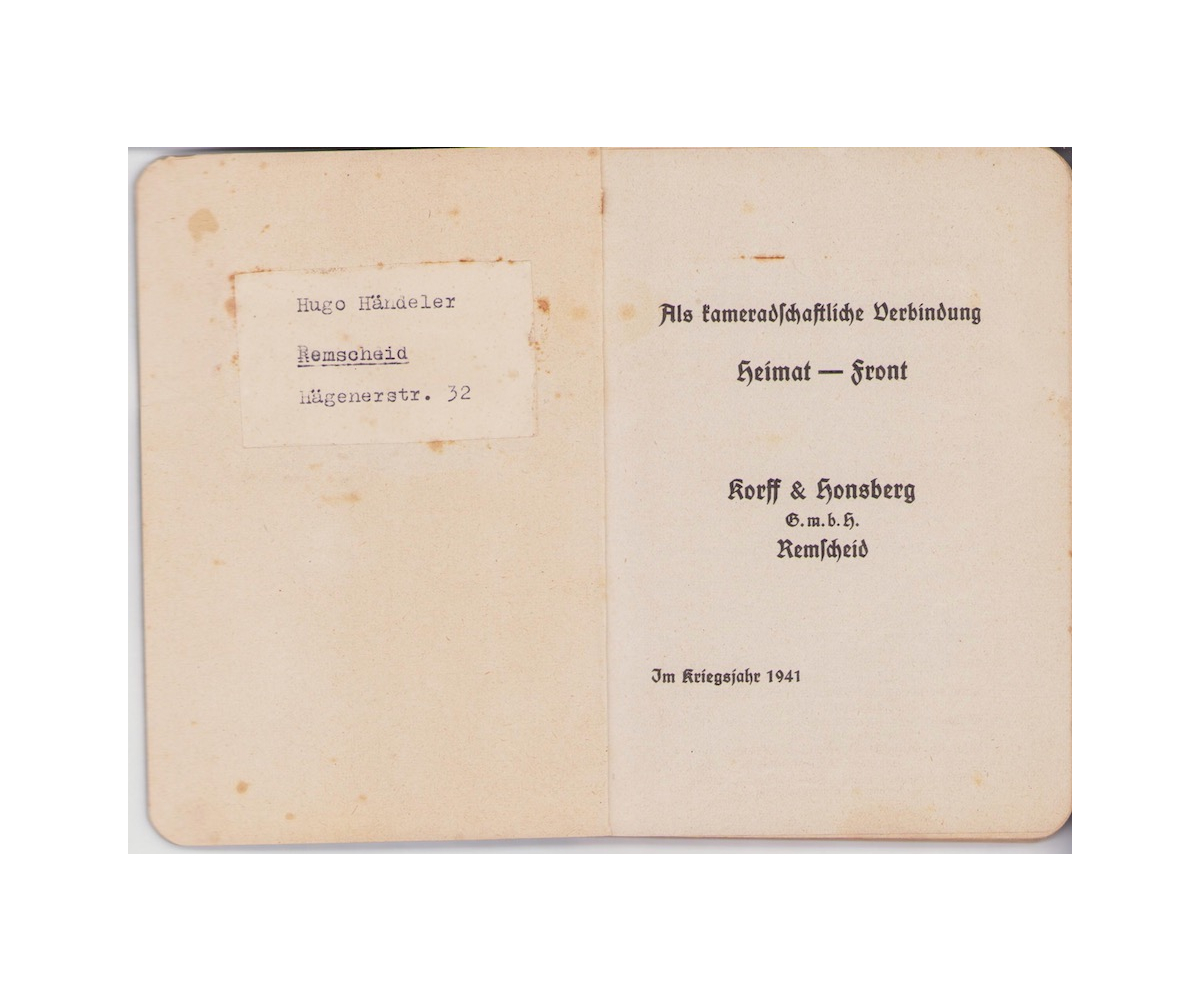 Hugo Händeler
Remscheid
Hägenerstr. 32
Als kameradschaftliche Verbindung
Heimat — Front
Korff & Honsberg
G.m.b.H.
Remscheid
Im Kriegsjahr 1941